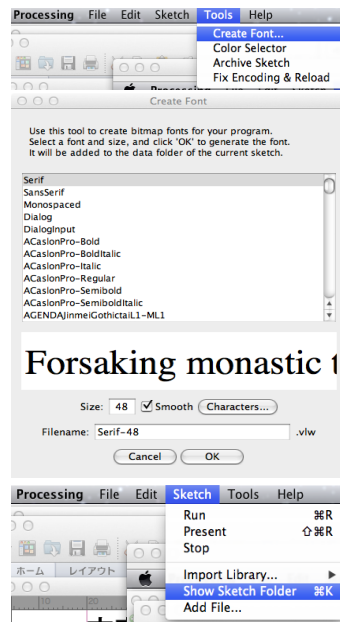 Processing File Edit Sketch Tools Help
Create Font...
Color Selector
Archive Sketch
Fix Encoding & Reload
Create Font
Use this tool to create bitmap fonts for your program.
Select a font and size, and click 'OK' to generate the font.
It will be added to the data folder of the current sketch.
Serif
SansSerif
Monospaced
Dialog
DialogInput
ACaslonPro-Bold
ACaslonPro-BoldItalic
ACaslonPro-Italic
ACaslonPro-Regular
ACaslonPro-Semibold
ACaslonPro-SemiboldItalic
AGENDAJinmeiGothictaiL1-ML1
Forsaking monastic t
Size: 48 Smooth Characters...
Filename: Serif-48 .vlw
Cancel OK
Processing File Edit Sketch Tools Help
Run ⌘R
Present ⇧⌘R
Stop
ホーム レイアウト
Import Library...
Show Sketch Folder ⌘K
Add File...
10 20